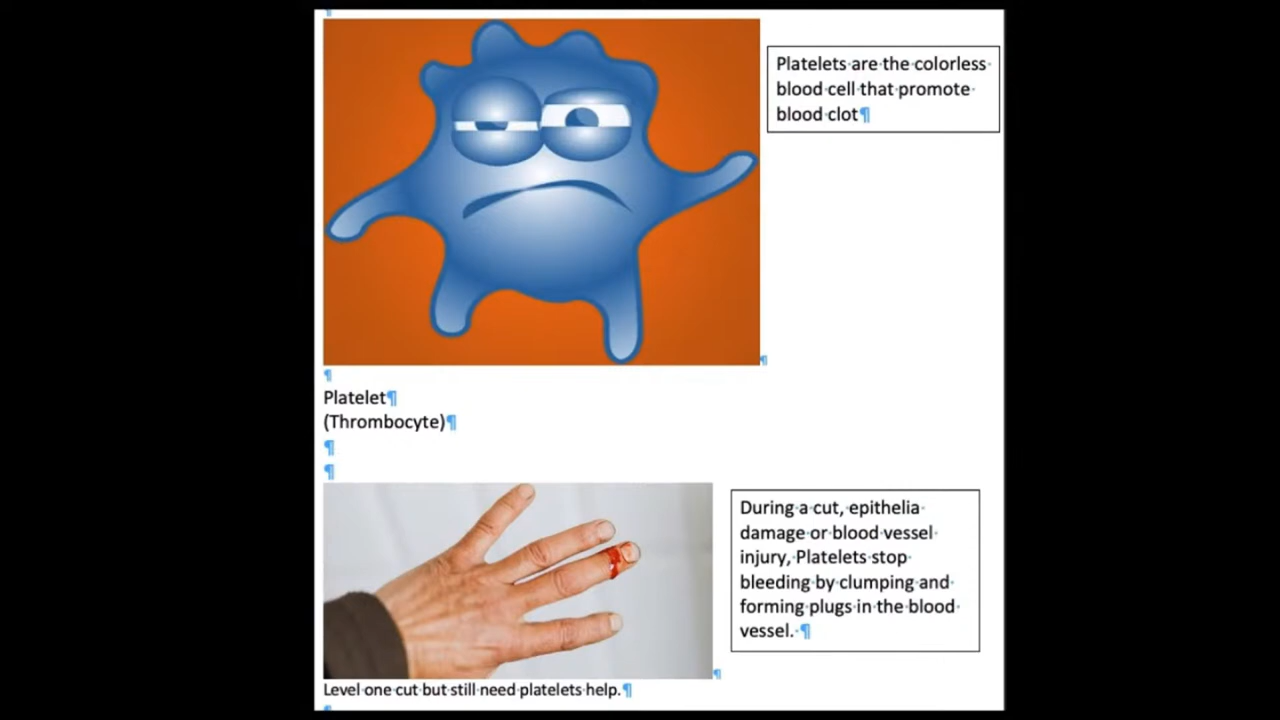 Platelets are the colorless
blood cell that promote
blood clot
Platelet
(Thrombocyte)
During a cut, epithelia
damage or blood vessel
injury, Platelets stop
bleeding by clumping and
forming plugs in the blood
vessel.
Level one cut but still need platelets help.